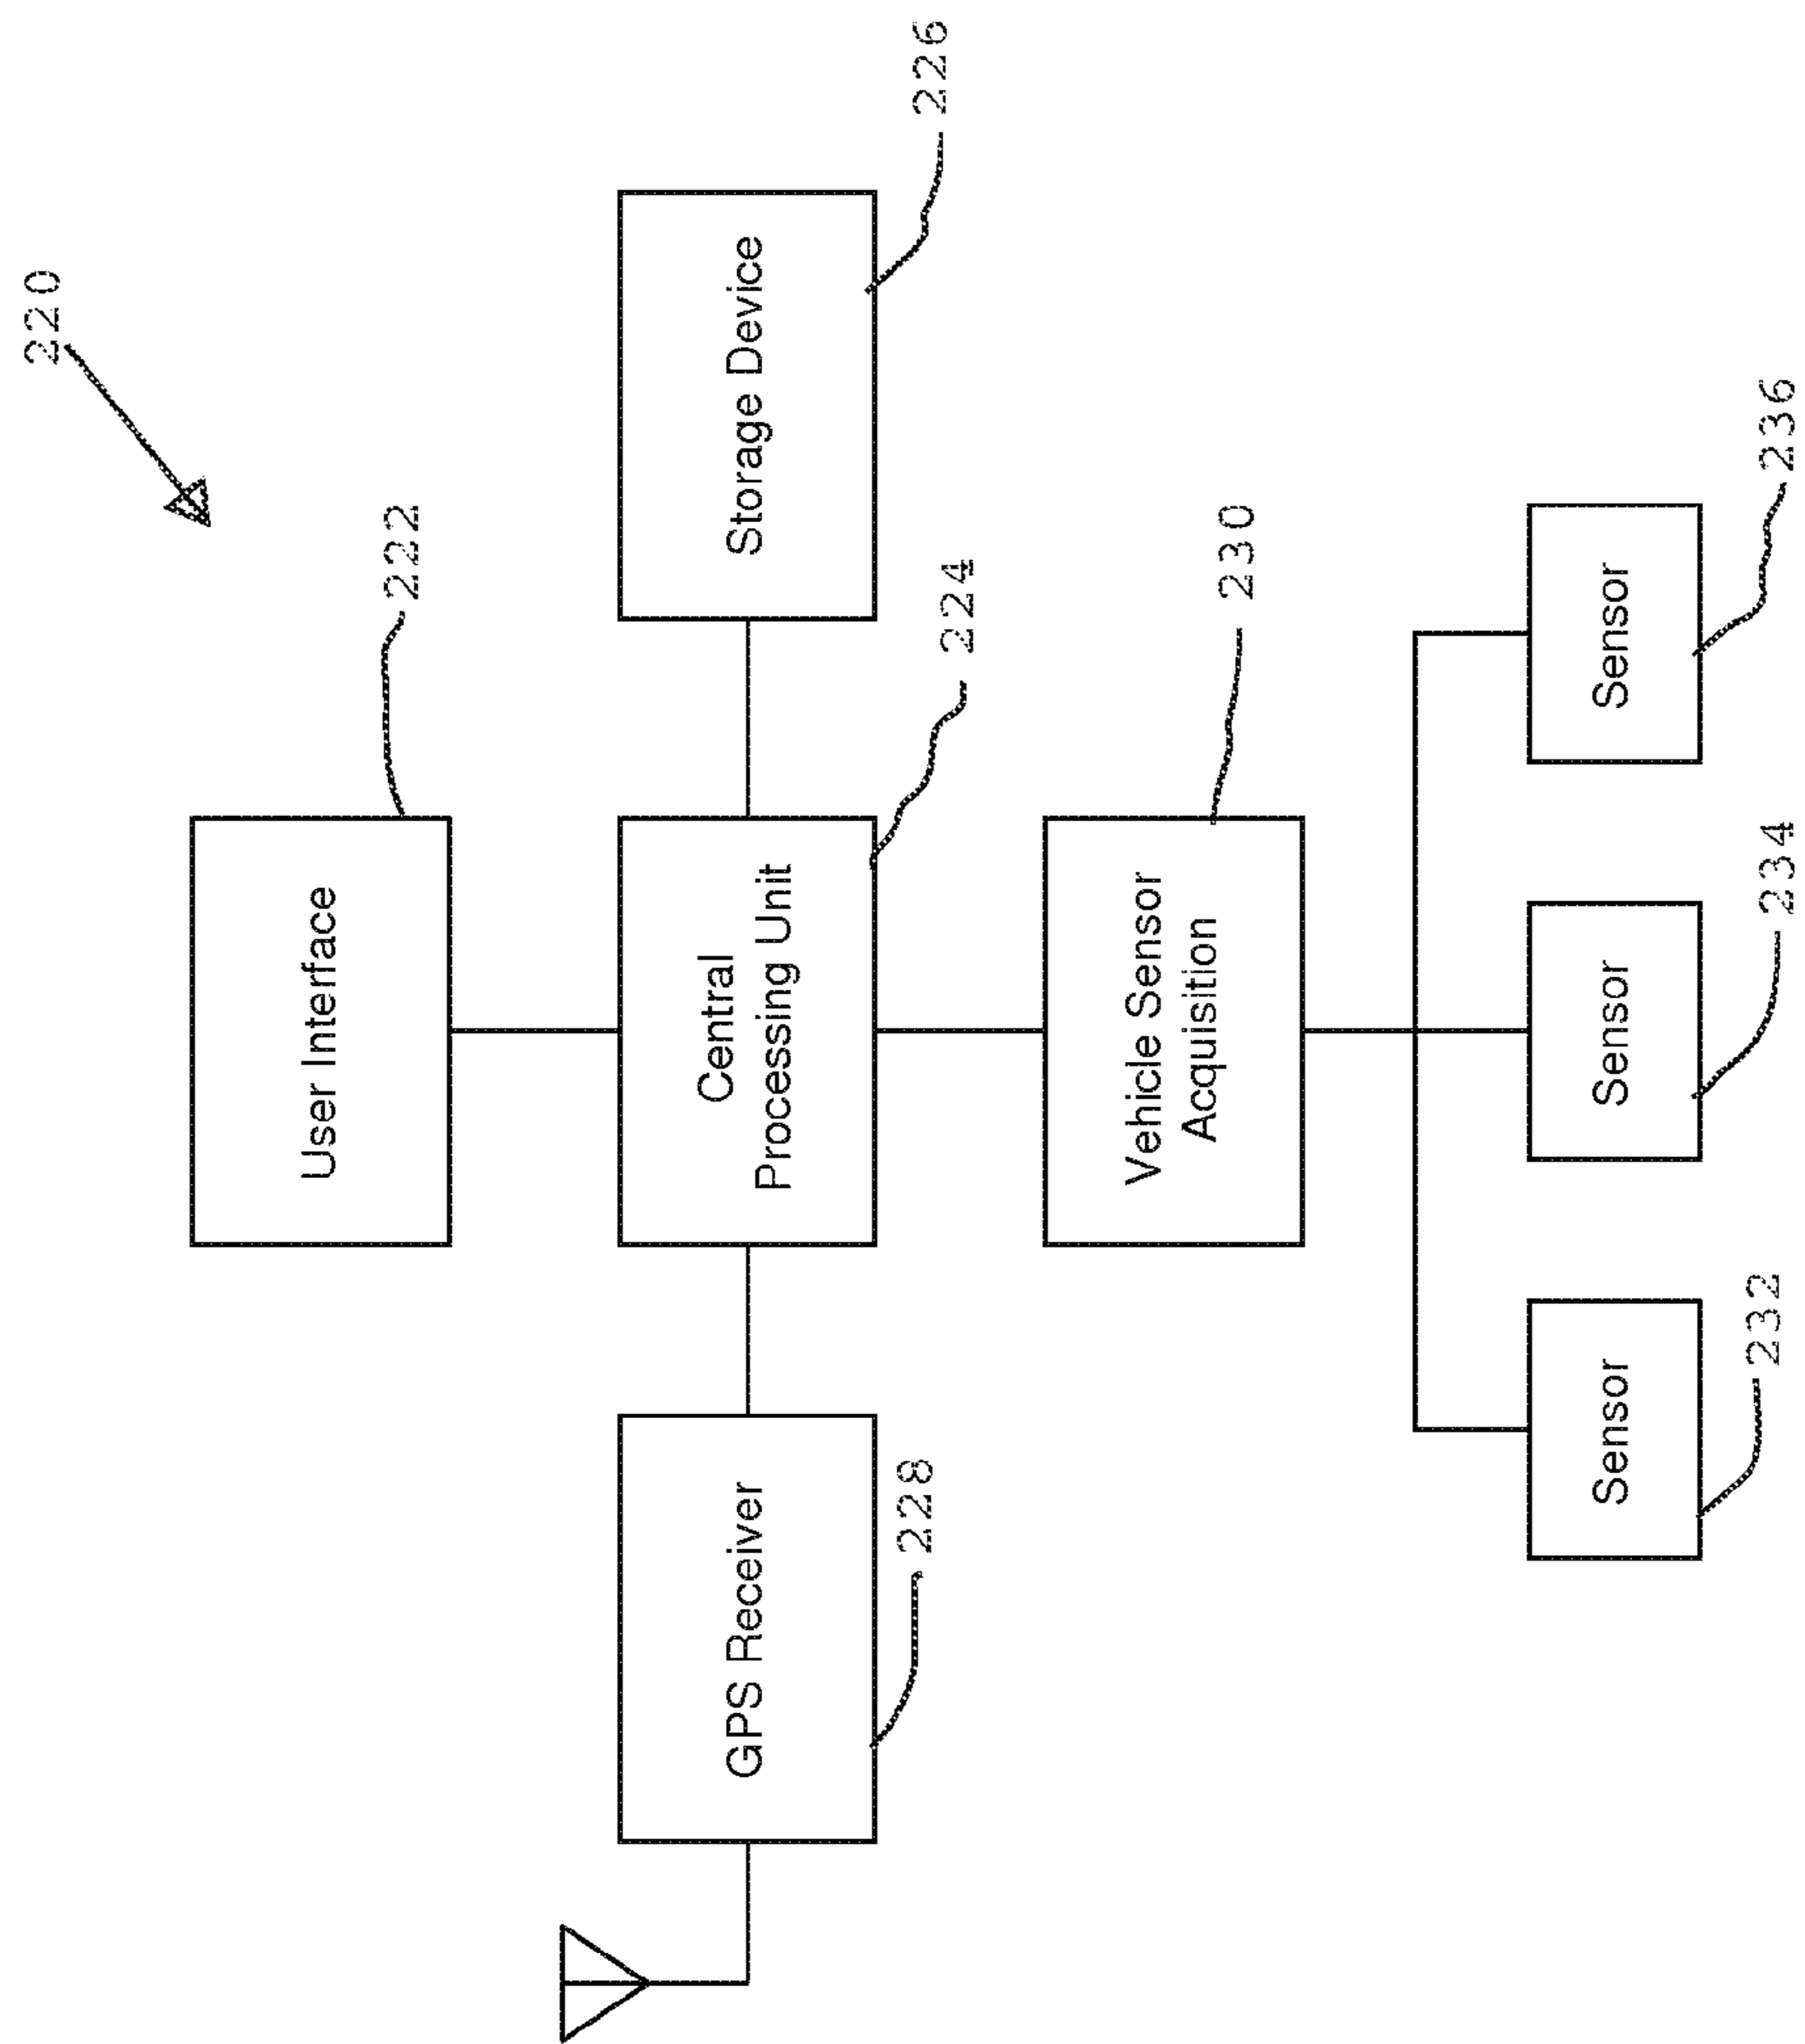 220
User Interface
222
GPS Receiver
228
Central
Processing Unit
224
Storage Device
226
Vehicle Sensor
Acquisition
230
Sensor
232
Sensor
234
Sensor
236